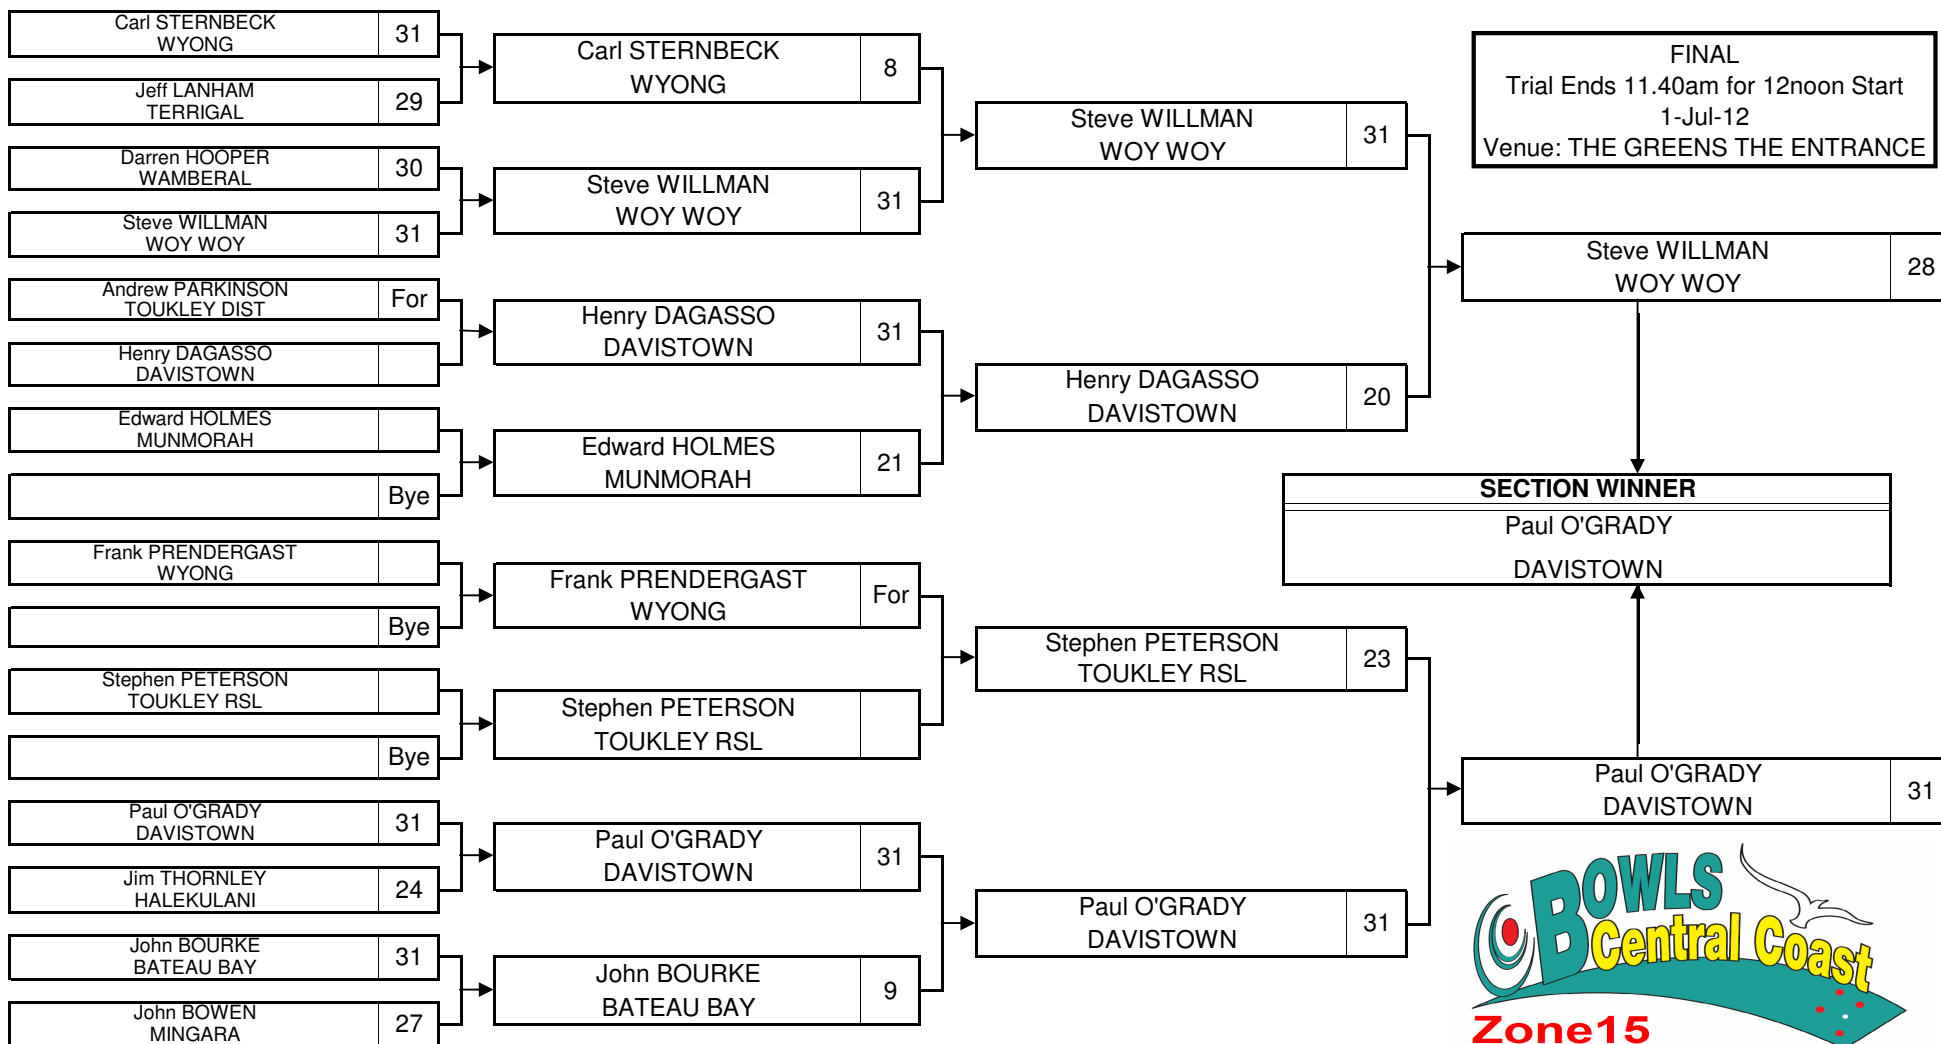 Carl STERNBECK
WYONG
31
Jeff LANHAM
TERRIGAL
29
Darren HOOPER
WAMBERAL
30
Steve WILLMAN
WOY WOY
31
Andrew PARKINSON
TOUKLEY DIST
For
Henry DAGASSO
DAVISTOWN
Edward HOLMES
MUNMORAH
Bye
Frank PRENDERGAST
WYONG
Bye
Stephen PETERSON
TOUKLEY RSL
Bye
Paul O'GRADY
DAVISTOWN
31
Jim THORNLEY
HALEKULANI
24
John BOURKE
BATEAU BAY
31
John BOWEN
MINGARA
27
Carl STERNBECK
WYONG
8
Steve WILLMAN
WOY WOY
31
Henry DAGASSO
DAVISTOWN
31
Edward HOLMES
MUNMORAH
21
Frank PRENDERGAST
WYONG
For
Stephen PETERSON
TOUKLEY RSL
Paul O'GRADY
DAVISTOWN
31
John BOURKE
BATEAU BAY
9
Steve WILLMAN
WOY WOY
31
Henry DAGASSO
DAVISTOWN
20
Stephen PETERSON
TOUKLEY RSL
23
Paul O'GRADY
DAVISTOWN
31
FINAL
Trial Ends 11.40am for 12noon Start
1-Jul-12
Venue: THE GREENS THE ENTRANCE
Steve WILLMAN
WOY WOY
28
SECTION WINNER
Paul O'GRADY
DAVISTOWN
Paul O'GRADY
DAVISTOWN
31
BOWLS
Central Coast
Zone15